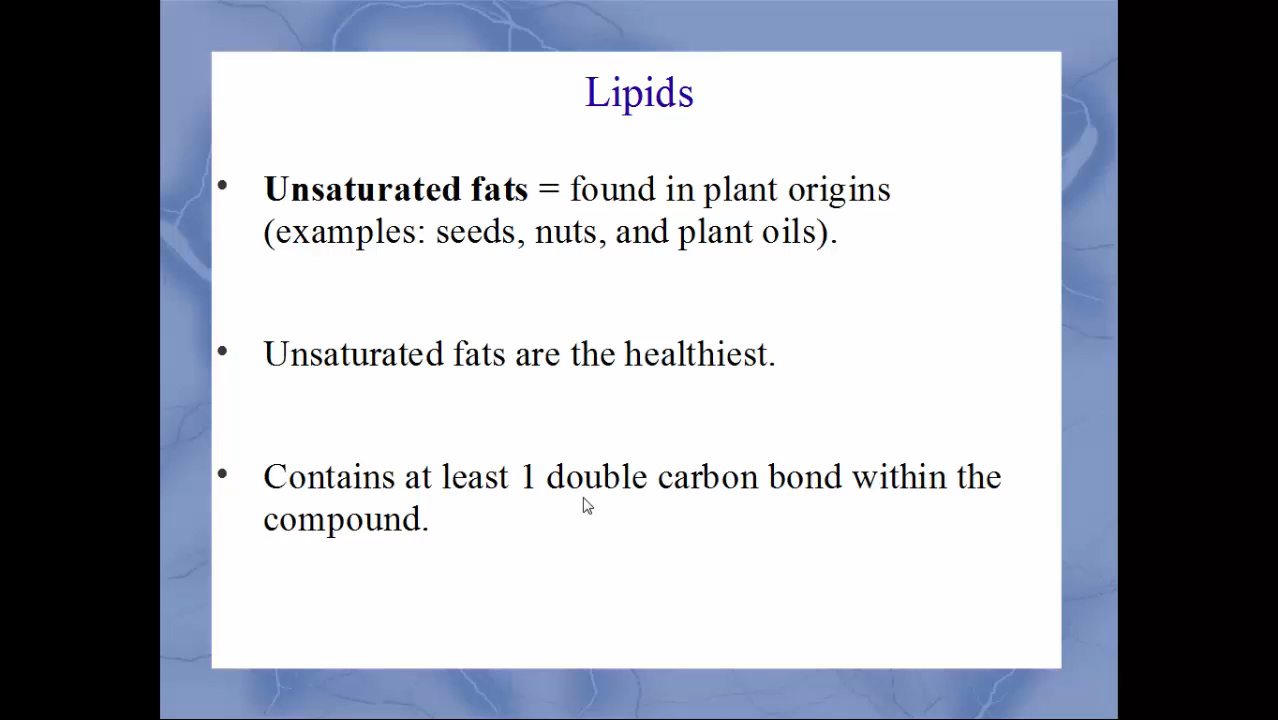 Lipids
• Unsaturated fats = found in plant origins
(examples: seeds, nuts, and plant oils).
• Unsaturated fats are the healthiest.
• Contains at least 1 double carbon bond within the
compound.